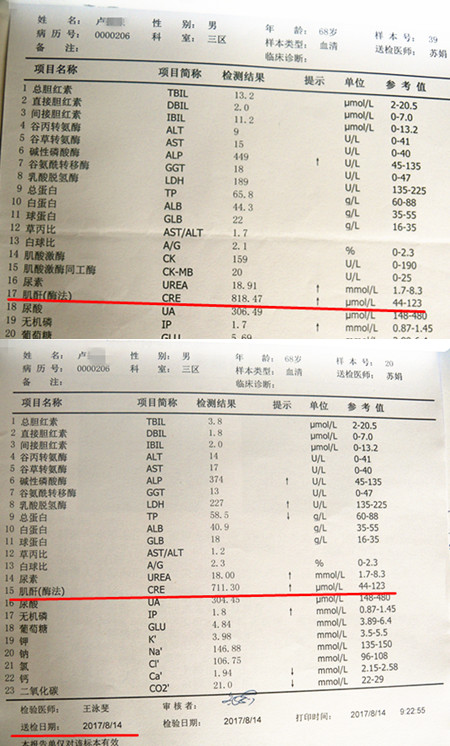 姓 名: 卢 性 别: 男 年 龄: 68岁 样 本 号: 39
病 历 号: 0000206 科 室: 三区 样本类型: 血清 送检医师: 苏娟
备 注: 临床诊断:
项目名称 项目简称 检测结果 提示 单位 参 考 值
1 总胆红素 TBIL 13.2 μmol/L 2-20.5
2 直接胆红素 DBIL 2.0 μmol/L 0-7.0
3 间接胆红素 IBIL 11.2 μmol/L 0-13.2
4 谷丙转氨酶 ALT 9 U/L 0-41
5 谷草转氨酶 AST 15 U/L 0-40
6 碱性磷酸酶 ALP 449 ↑ U/L 45-135
7 谷氨酰转移酶 GGT 18 U/L 0-47
8 乳酸脱氢酶 LDH 189 U/L 135-225
9 总蛋白 TP 65.8 g/L 60-88
10 白蛋白 ALB 44.3 g/L 35-55
11 球蛋白 GLB 22 g/L 16-35
12 草丙比 AST/ALT 1.7
13 白球比 A/G 2.1 % 0-2.3
14 肌酸激酶 CK 159 U/L 0-190
15 肌酸激酶同工酶 CK-MB 20 U/L 0-25
16 尿素 UREA 18.91 ↑ mmol/L 1.7-8.3
17 肌酐(酶法) CRE 818.47 ↑ μmol/L 44-123
18 尿酸 UA 306.49 μmol/L 148-480
19 无机磷 IP 1.7 ↑ mmol/L 0.87-1.45
20 葡萄糖 GLU 5.69
姓 名: 卢 性 别: 男 年 龄: 68岁 样 本 号: 20
病 历 号: 0000206 科 室: 三区 样本类型: 血清 送检医师: 苏娟
备 注: 临床诊断:
项目名称 项目简称 检测结果 提示 单位 参 考 值
1 总胆红素 TBIL 3.8 μmol/L 2-20.5
2 直接胆红素 DBIL 1.8 μmol/L 0-7.0
3 间接胆红素 IBIL 2.0 μmol/L 0-13.2
4 谷丙转氨酶 ALT 14 U/L 0-41
5 谷草转氨酶 AST 17 U/L 0-40
6 碱性磷酸酶 ALP 374 ↑ U/L 45-135
7 谷氨酰转移酶 GGT 13 U/L 0-47
8 乳酸脱氢酶 LDH 227 ↑ U/L 135-225
9 总蛋白 TP 58.5 ↓ g/L 60-88
10 白蛋白 ALB 40.9 g/L 35-55
11 球蛋白 GLB 18 g/L 16-35
12 草丙比 AST/ALT 1.2
13 白球比 A/G 2.3 % 0-2.3
14 尿素 UREA 18.00 ↑ mmol/L 1.7-8.3
15 肌酐(酶法) CRE 711.30 ↑ μmol/L 44-123
16 尿酸 UA 304.45 μmol/L 148-480
17 无机磷 IP 1.8 ↑ mmol/L 0.87-1.45
18 葡萄糖 GLU 4.84 mmol/L 3.89-6.4
19 钾 K' 3.98 mmol/L 3.5-5.5
20 钠 Na' 146.88 mmol/L 135-150
21 氯 Cl' 106.75 mmol/L 96-108
22 钙 Ca' 1.94 ↓ mmol/L 2.15-2.58
23 二氧化碳 CO2' 21.0 ↓ mmol/L 22-29
检验医师: 王泳斐 审 核 者:
送检日期: 2017/8/14 检验日期: 2017/8/14 打印时间: 2017/8/14 9:22:55
本报告单仅对该标本有效